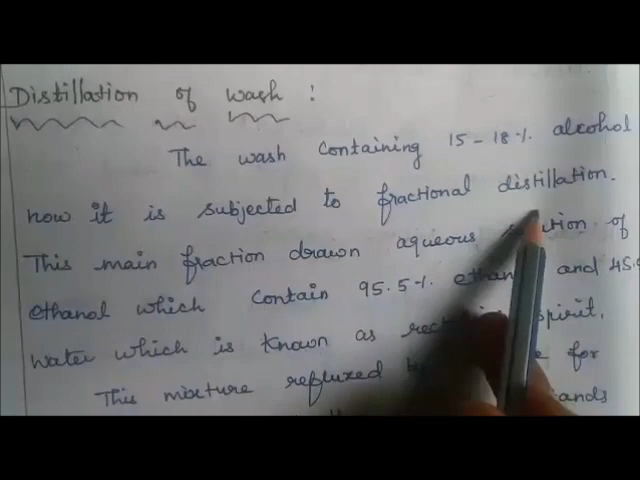 Distillation of wash :
The wash containing 15-18% alcohol
now it is subjected to fractional distillation.
This main fraction drawn aqueous of
ethanol which contain 95.5% and
water which is known as spirit.
This mixture refluxed for